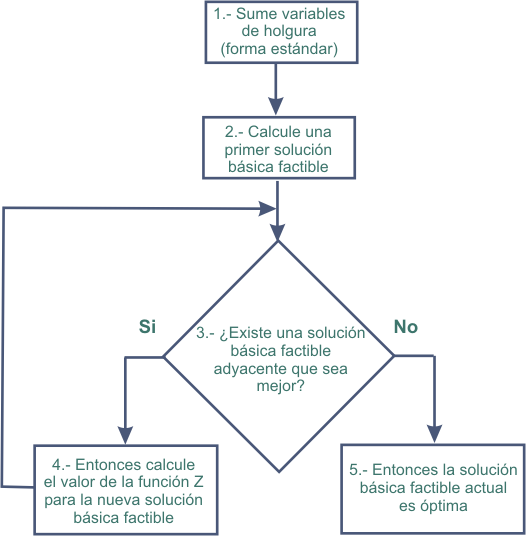 1.- Sume variables
de holgura
(forma estándar)
2.- Calcule una
primer solución
básica factible
Si
No
3.- ¿Existe una solución
básica factible
adyacente que sea
mejor?
4.- Entonces calcule
el valor de la función Z
para la nueva solución
básica factible
5.- Entonces la solución
básica factible actual
es óptima